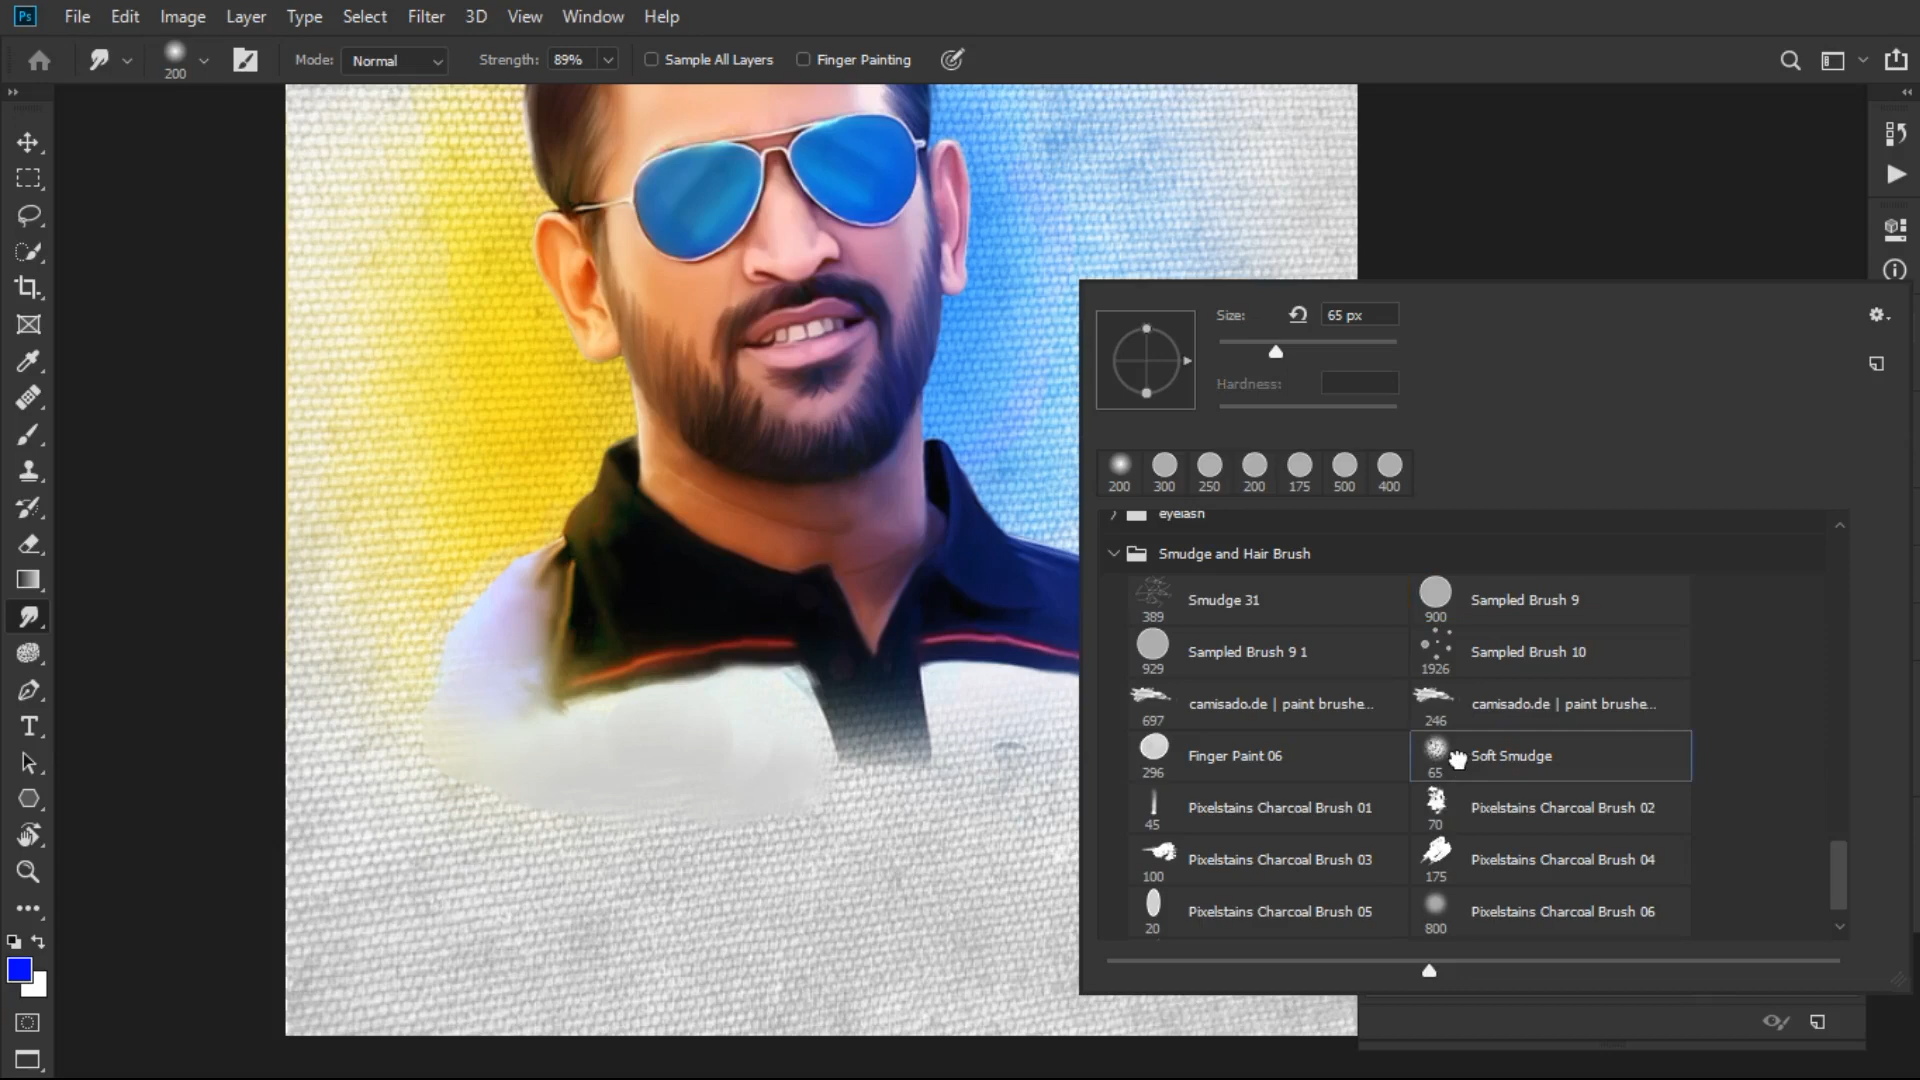 Ps File Edit Image Layer Type Select Filter 3D View Window Help
200 Mode: Normal Strength: 89% Sample All Layers Finger Painting
Size: 65 px
Hardness:
200 300 250 200 175 500 400
eyelash
Smudge and Hair Brush
389 Smudge 31 900 Sampled Brush 9
929 Sampled Brush 9 1 1926 Sampled Brush 10
697 camisado.de | paint brushe... 246 camisado.de | paint brushe...
296 Finger Paint 06 65 Soft Smudge
45 Pixelstains Charcoal Brush 01 70 Pixelstains Charcoal Brush 02
100 Pixelstains Charcoal Brush 03 175 Pixelstains Charcoal Brush 04
20 Pixelstains Charcoal Brush 05 800 Pixelstains Charcoal Brush 06